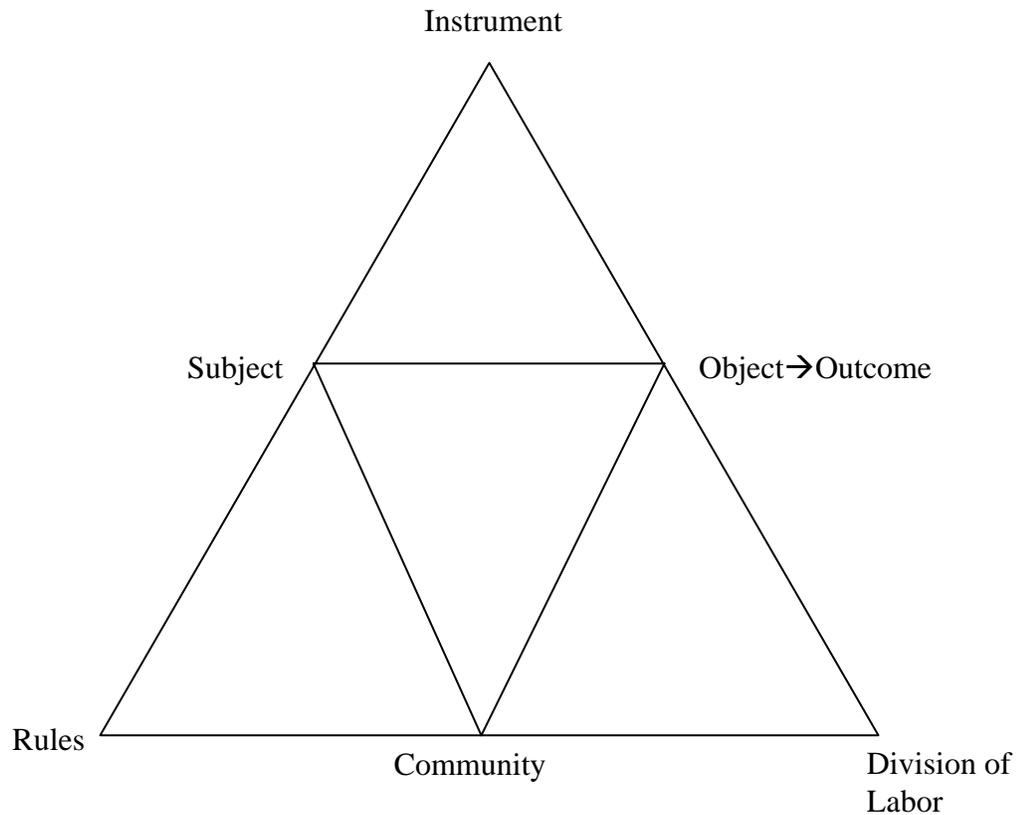 Instrument
Subject
Object→Outcome
Rules
Community
Division of
Labor